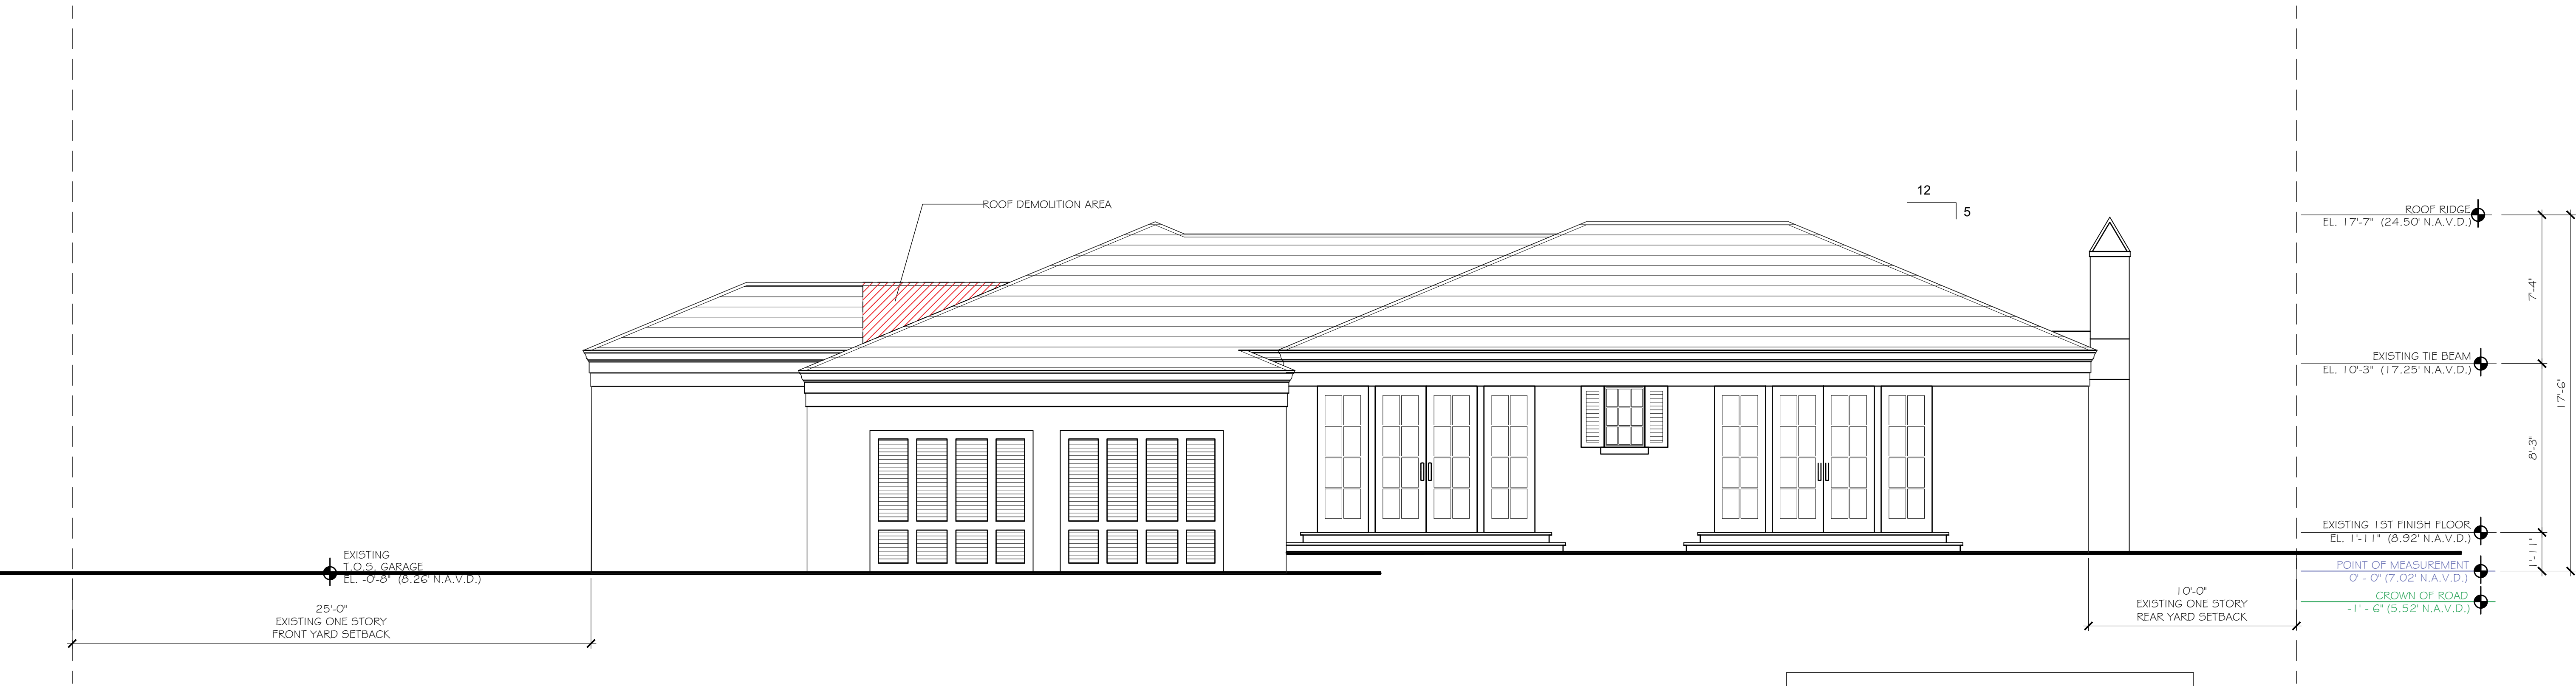 12
5
ROOF DEMOLITION AREA
ROOF RIDGE
EL. 17'-7" (24.50' N.A.V.D.)
7'-4"
EXISTING TIE BEAM
EL. 10'-3" (17.25' N.A.V.D.)
17'-6"
8'-3"
EXISTING 1ST FINISH FLOOR
EL. 1'-11" (8.92' N.A.V.D.)
1'-11"
EXISTING
T.O.S. GARAGE
EL. -0'-8" (8.26' N.A.V.D.)
POINT OF MEASUREMENT
0' - 0" (7.02' N.A.V.D.)
CROWN OF ROAD
-1' - 6" (5.52' N.A.V.D.)
25'-0"
EXISTING ONE STORY
FRONT YARD SETBACK
10'-0"
EXISTING ONE STORY
REAR YARD SETBACK